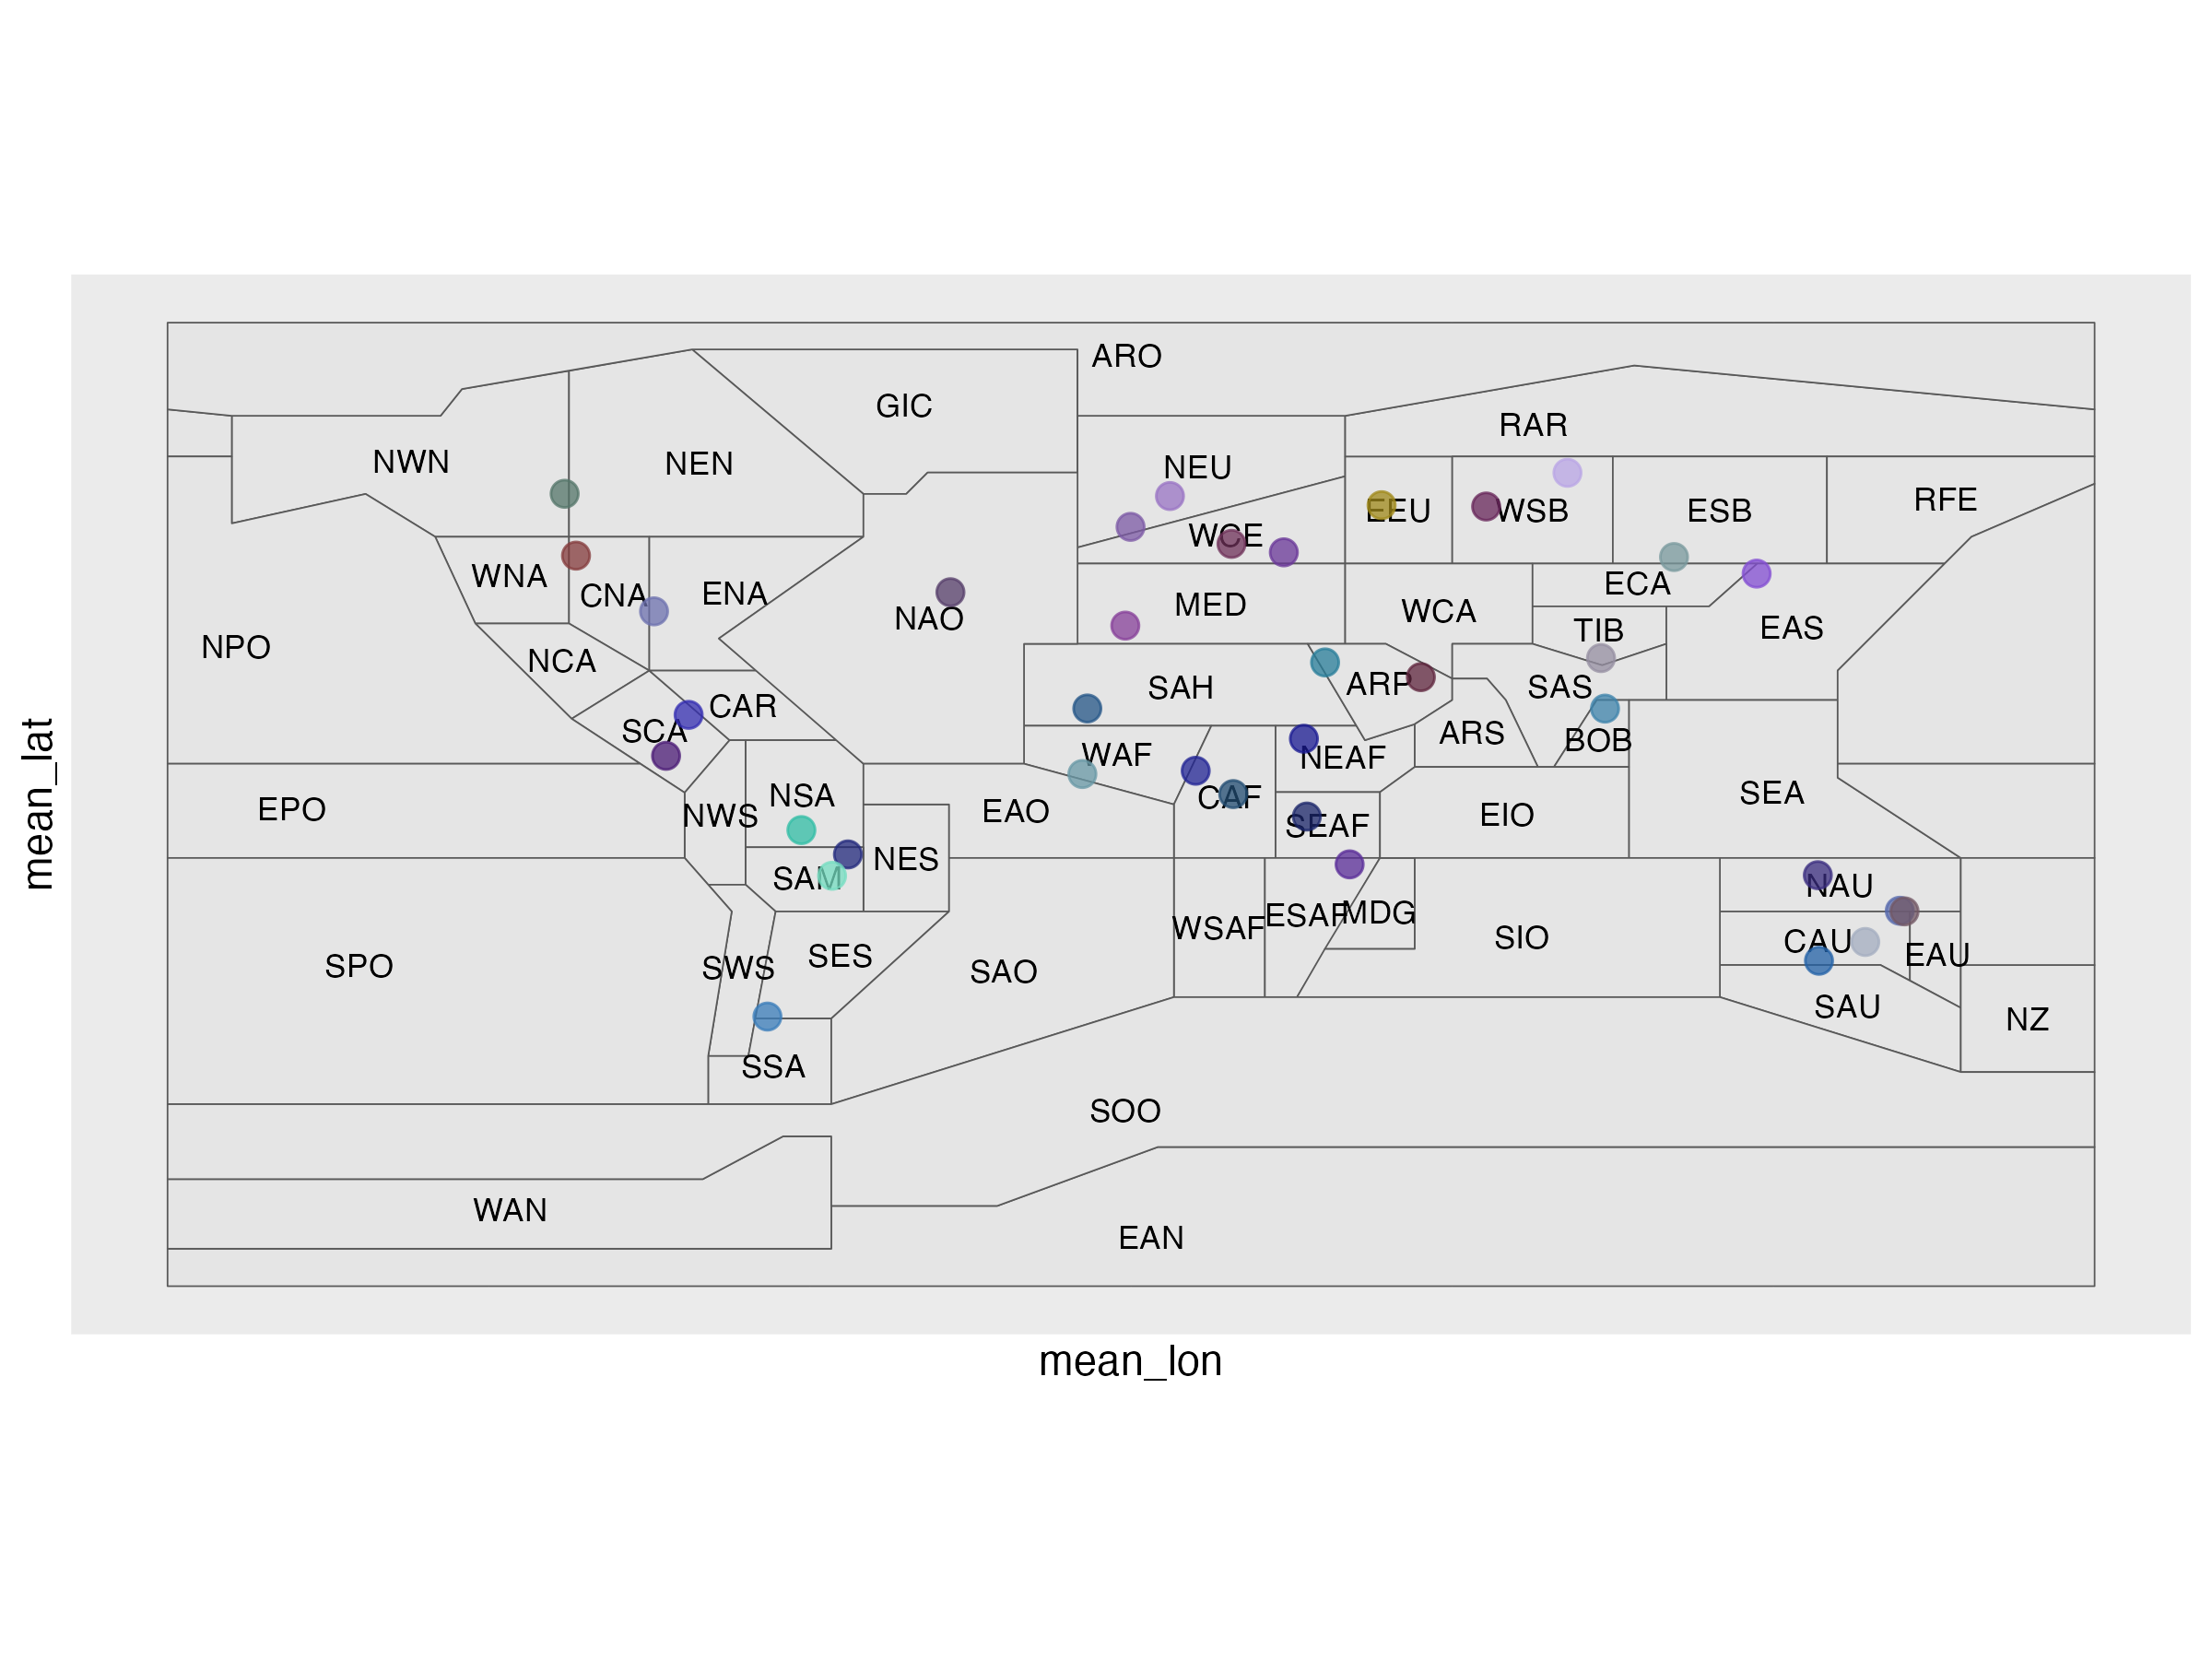 ARO
GIC
RAR
NWN
NEN
NEU
RFE
EEU
WSB
ESB
WCE
WNA
CNA
ENA
ECA
MED
WCA
NAO
TIB
EAS
NPO
NCA
SAH
ARP
SAS
CAR
SCA
ARS
BOB
WAF
NEAF
NSA
CAF
SEA
EPO
NWS
EAO
EIO
SEAF
NES
SAM
NAU
WSAF
ESAF
MDG
SIO
CAU
EAU
SPO
SWS
SES
SAO
SAU
NZ
SSA
SOO
WAN
EAN
mean_lat
mean_lon